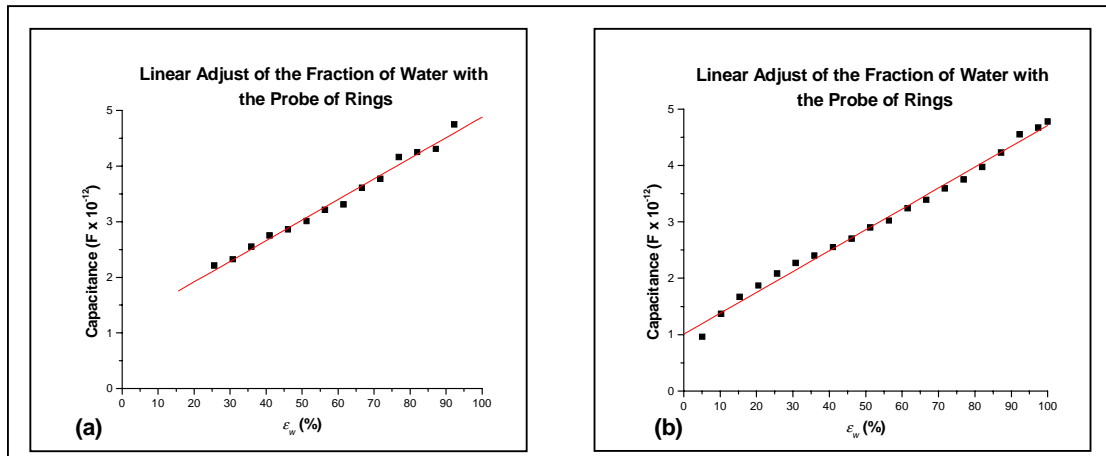 Linear Adjust of the Fraction of Water with
the Probe of Rings
5
4
3
2
1
0
Capacitance (F x 10⁻¹²)
0 10 20 30 40 50 60 70 80 90 100
(a)
εw (%)
Linear Adjust of the Fraction of Water with
the Probe of Rings
5
4
3
2
1
0
Capacitance (F x 10⁻¹²)
0 10 20 30 40 50 60 70 80 90 100
(b)
εw (%)